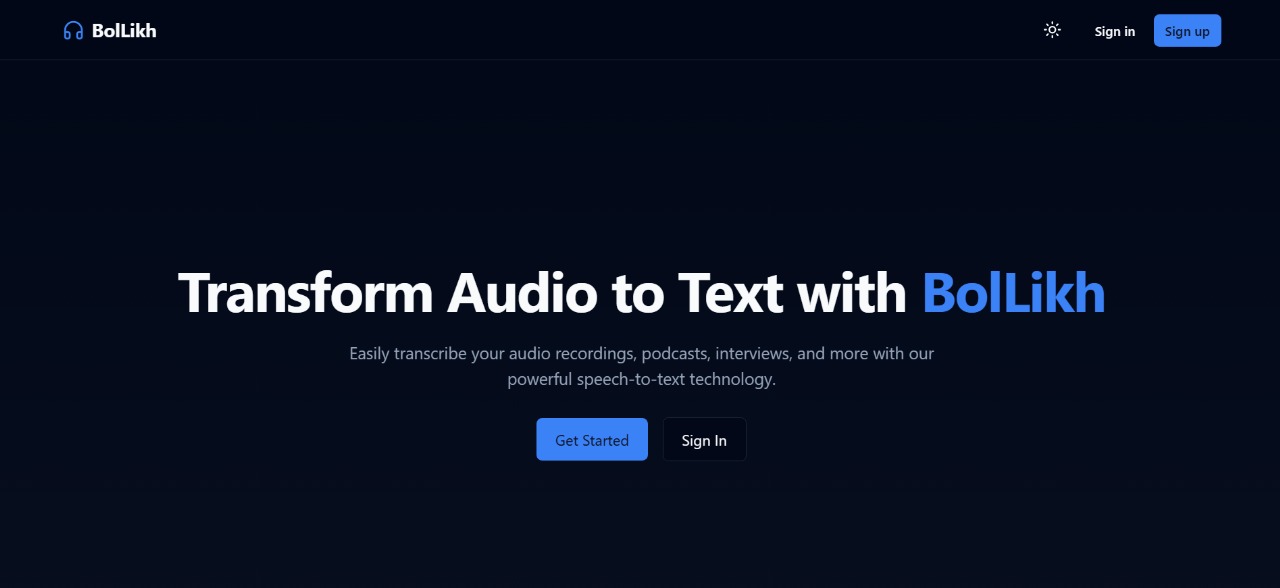 BolLikh
Sign in
Sign up
Transform Audio to Text with BolLikh
Easily transcribe your audio recordings, podcasts, interviews, and more with our
powerful speech-to-text technology.
Get Started
Sign In